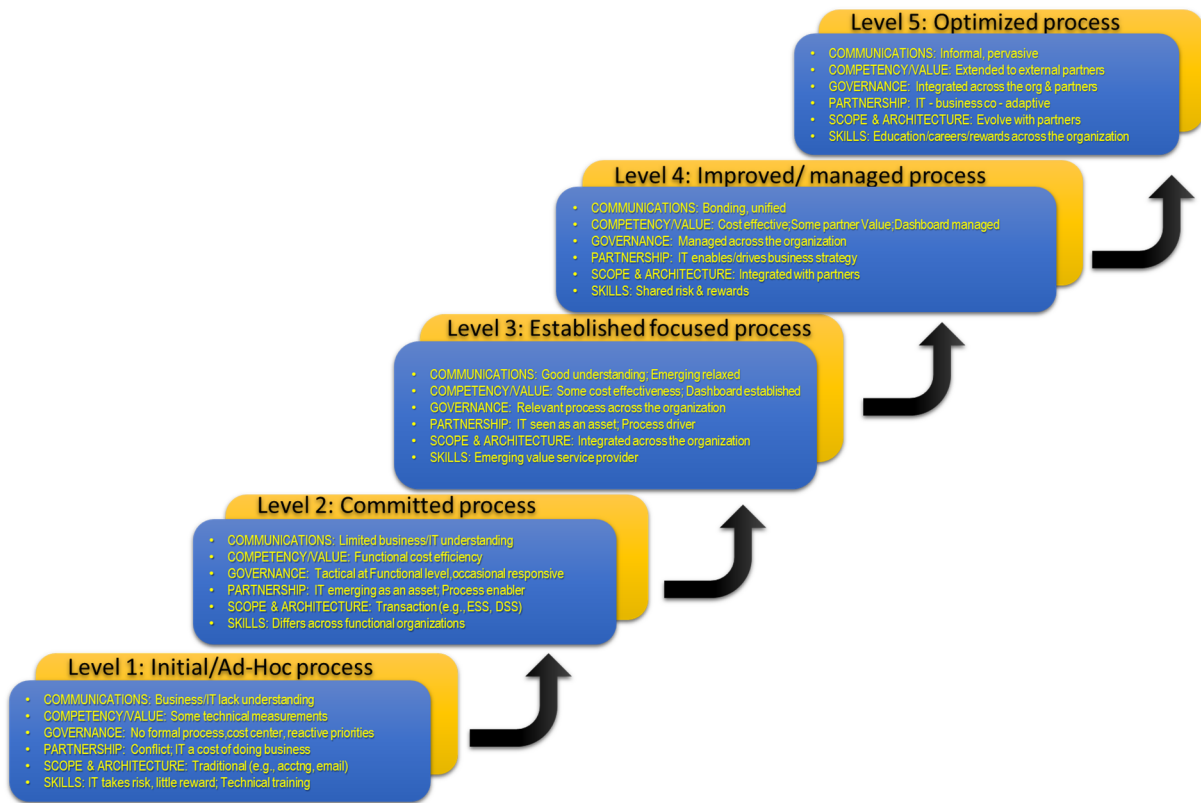 Level 5: Optimized process
• COMMUNICATIONS: Informal, pervasive
• COMPETENCY/VALUE: Extended to external partners
• GOVERNANCE: Integrated across the org & partners
• PARTNERSHIP: IT - business co - adaptive
• SCOPE & ARCHITECTURE: Evolve with partners
• SKILLS: Education/careers/rewards across the organization
Level 4: Improved/ managed process
• COMMUNICATIONS: Bonding, unified
• COMPETENCY/VALUE: Cost effective;Some partner Value;Dashboard managed
• GOVERNANCE: Managed across the organization
• PARTNERSHIP: IT enables/drives business strategy
• SCOPE & ARCHITECTURE: Integrated with partners
• SKILLS: Shared risk & rewards
Level 3: Established focused process
• COMMUNICATIONS: Good understanding; Emerging relaxed
• COMPETENCY/VALUE: Some cost effectiveness; Dashboard established
• GOVERNANCE: Relevant process across the organization
• PARTNERSHIP: IT seen as an asset; Process driver
• SCOPE & ARCHITECTURE: Integrated across the organization
• SKILLS: Emerging value service provider
Level 2: Committed process
• COMMUNICATIONS: Limited business/IT understanding
• COMPETENCY/VALUE: Functional cost efficiency
• GOVERNANCE: Tactical at Functional level,occasional responsive
• PARTNERSHIP: IT emerging as an asset; Process enabler
• SCOPE & ARCHITECTURE: Transaction (e.g., ESS, DSS)
• SKILLS: Differs across functional organizations
Level 1: Initial/Ad-Hoc process
• COMMUNICATIONS: Business/IT lack understanding
• COMPETENCY/VALUE: Some technical measurements
• GOVERNANCE: No formal process,cost center, reactive priorities
• PARTNERSHIP: Conflict; IT a cost of doing business
• SCOPE & ARCHITECTURE: Traditional (e.g., acctng, email)
• SKILLS: IT takes risk, little reward; Technical training